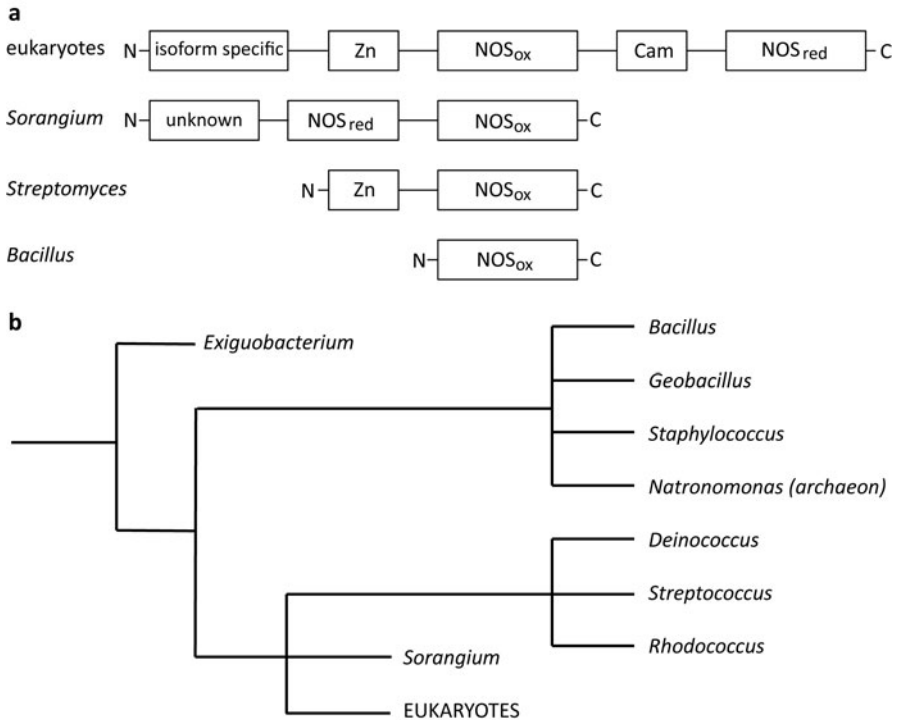 a
eukaryotes N isoform specific Zn NOSox Cam NOSred C
Sorangium N unknown NOSred NOSox C
Streptomyces N Zn NOSox C
Bacillus N NOSox C
b
Exiguobacterium
Bacillus
Geobacillus
Staphylococcus
Natronomonas (archaeon)
Deinococcus
Streptococcus
Rhodococcus
Sorangium
EUKARYOTES